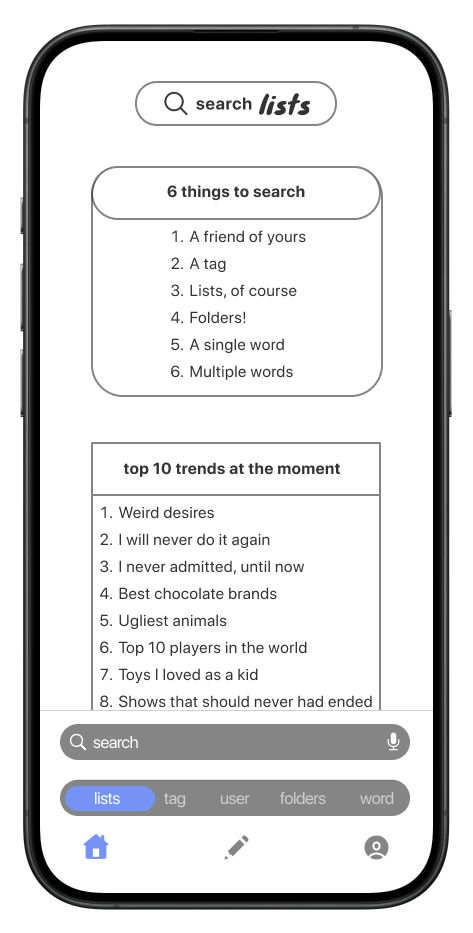 search lists
6 things to search
1. A friend of yours
2. A tag
3. Lists, of course
4. Folders!
5. A single word
6. Multiple words
top 10 trends at the moment
1. Weird desires
2. I will never do it again
3. I never admitted, until now
4. Best chocolate brands
5. Ugliest animals
6. Top 10 players in the world
7. Toys I loved as a kid
8. Shows that should never had ended
search
lists tag user folders word